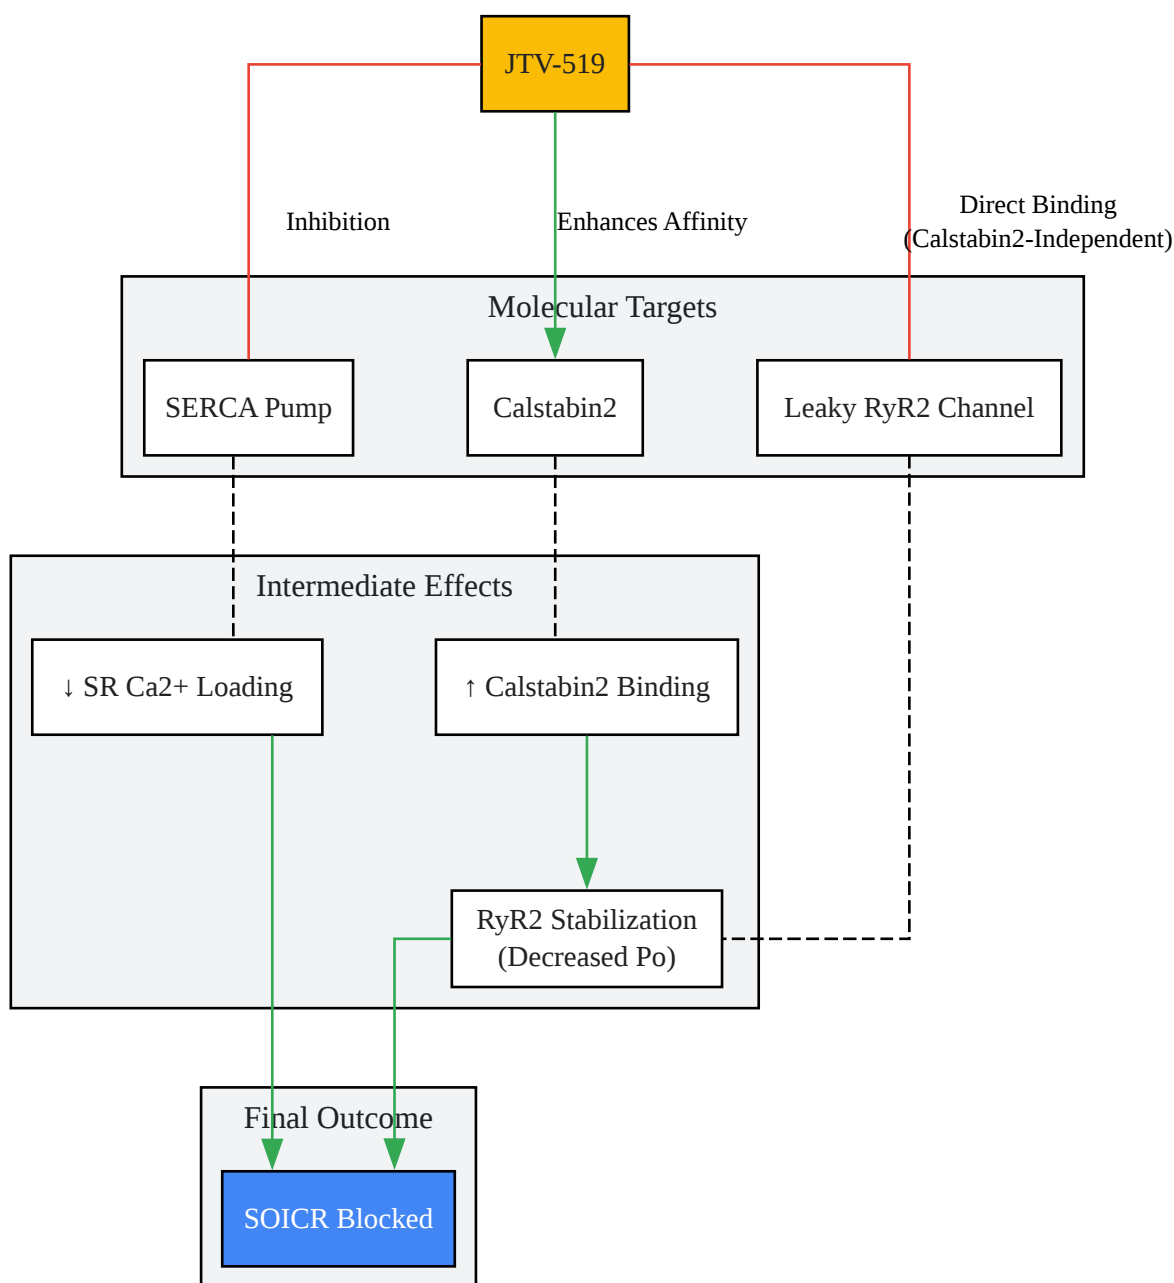 JTV-519
Inhibition
Enhances Affinity
Direct Binding
(Calstabin2-Independent)
Molecular Targets
SERCA Pump
Calstabin2
Leaky RyR2 Channel
Intermediate Effects
↓ SR Ca2+ Loading
↑ Calstabin2 Binding
RyR2 Stabilization
(Decreased Po)
Final Outcome
SOICR Blocked